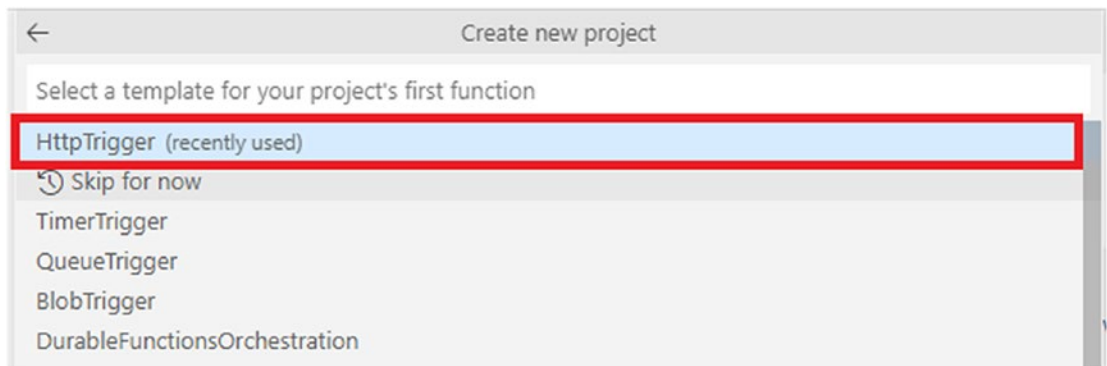 Create new project
Select a template for your project's first function
HttpTrigger (recently used)
Skip for now
TimerTrigger
QueueTrigger
BlobTrigger
DurableFunctionsOrchestration